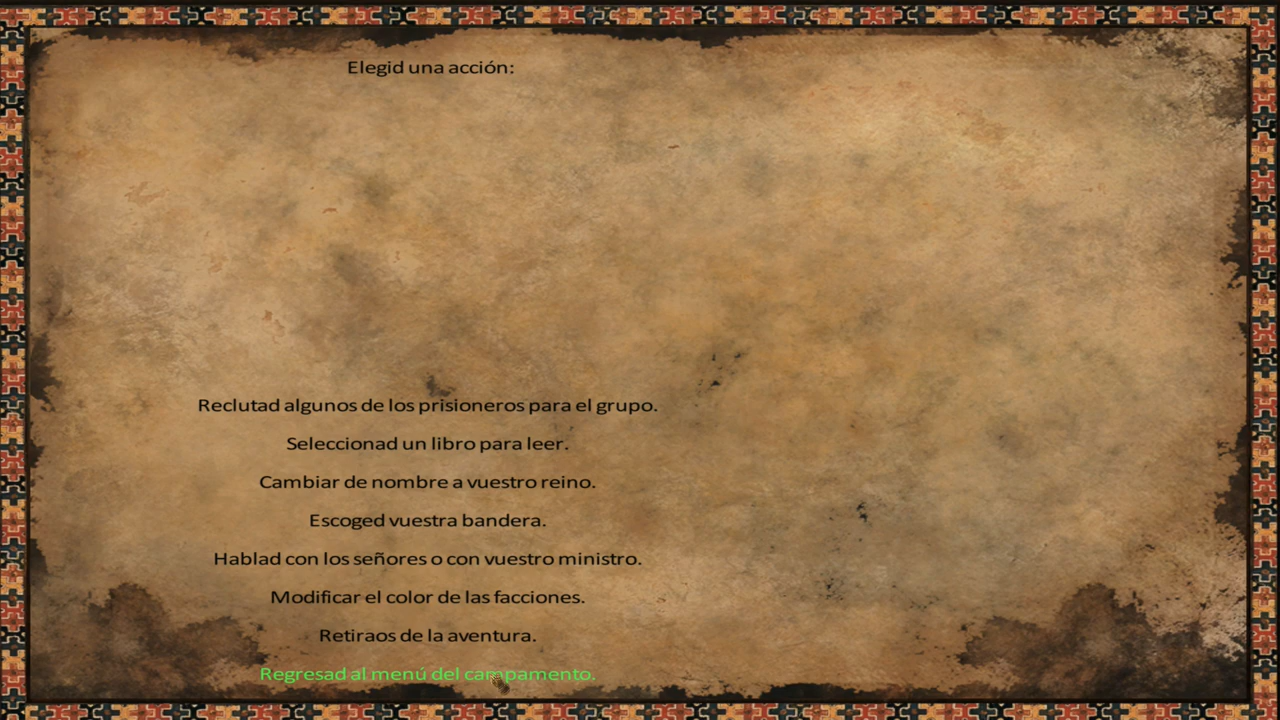 Elegid una acción:
Reclutad algunos de los prisioneros para el grupo.
Seleccionad un libro para leer.
Cambiar de nombre a vuestro reino.
Escoged vuestra bandera.
Hablad con los señores o con vuestro ministro.
Modificar el color de las facciones.
Retiraos de la aventura.
Regresad al menú del campamento.